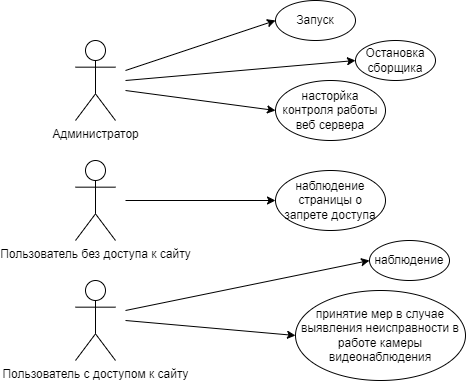 Запуск
Остановка
сборщика
насторйка
контроля работы
веб сервера
Администратор
наблюдение
страницы о
запрете доступа
Пользователь без доступа к сайту
наблюдение
принятие мер в случае
выявления неисправности в
работе камеры
видеонаблюдения
Пользователь с доступом к сайту